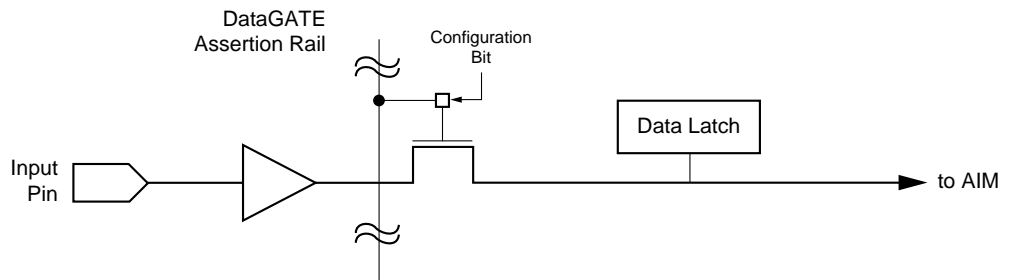 DataGATE
Assertion Rail
Configuration
Bit
Data Latch
Input
Pin
to AIM